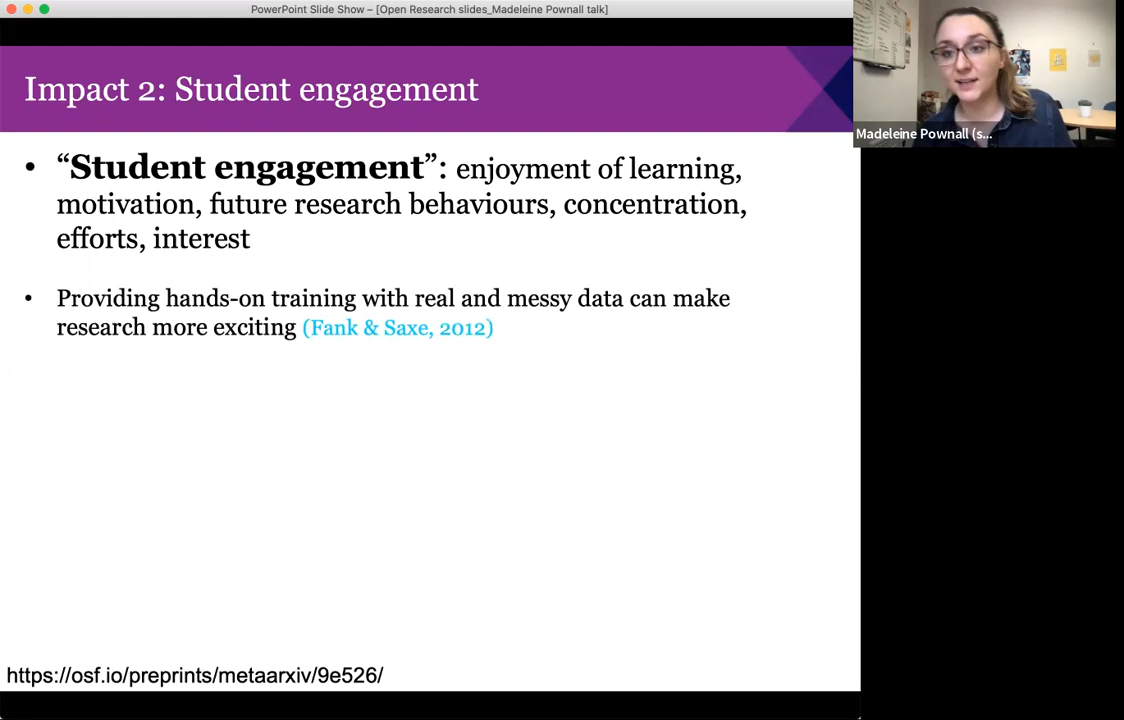 PowerPoint Slide Show – [Open Research slides_Madeleine Pownall talk]
Impact 2: Student engagement
Madeleine Pownall (s...
• “Student engagement”: enjoyment of learning,
motivation, future research behaviours, concentration,
efforts, interest
• Providing hands-on training with real and messy data can make
research more exciting (Fank & Saxe, 2012)
https://osf.io/preprints/metaarxiv/9e526/